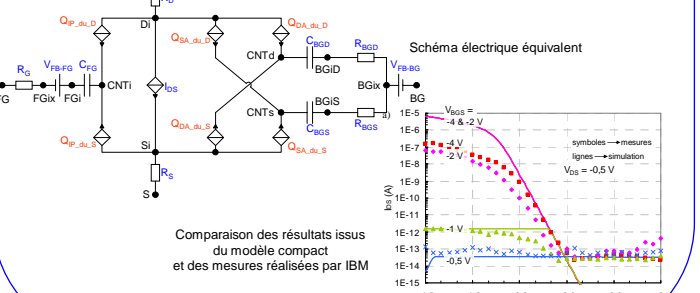 R_D
Q_IP_du_D
Di
Q_SA_du_D
Q_DA_du_D
C_BGD
R_BGD
Schéma électrique équivalent
CNTd
BGiD
V_FB-FG
C_FG
R_G
V_FB-BG
CNTi
I_DS
BGix
FG
FGix
FGi
BG
CNTs
BGiS
a)
C_BGS
R_BGS
Q_IP_du_S
Q_DA_du_S
Q_SA_du_S
Si
R_S
S
V_BGS =
-4 & -2 V
1E-5
1E-6
1E-7
1E-8
1E-9
1E-10
1E-11
1E-12
1E-13
1E-14
1E-15
I_DS (A)
-4 V
-2 V
-1 V
-0,5 V
symboles → mesures
lignes → simulation
V_DS = -0,5 V
Comparaison des résultats issus
du modèle compact
et des mesures réalisées par IBM